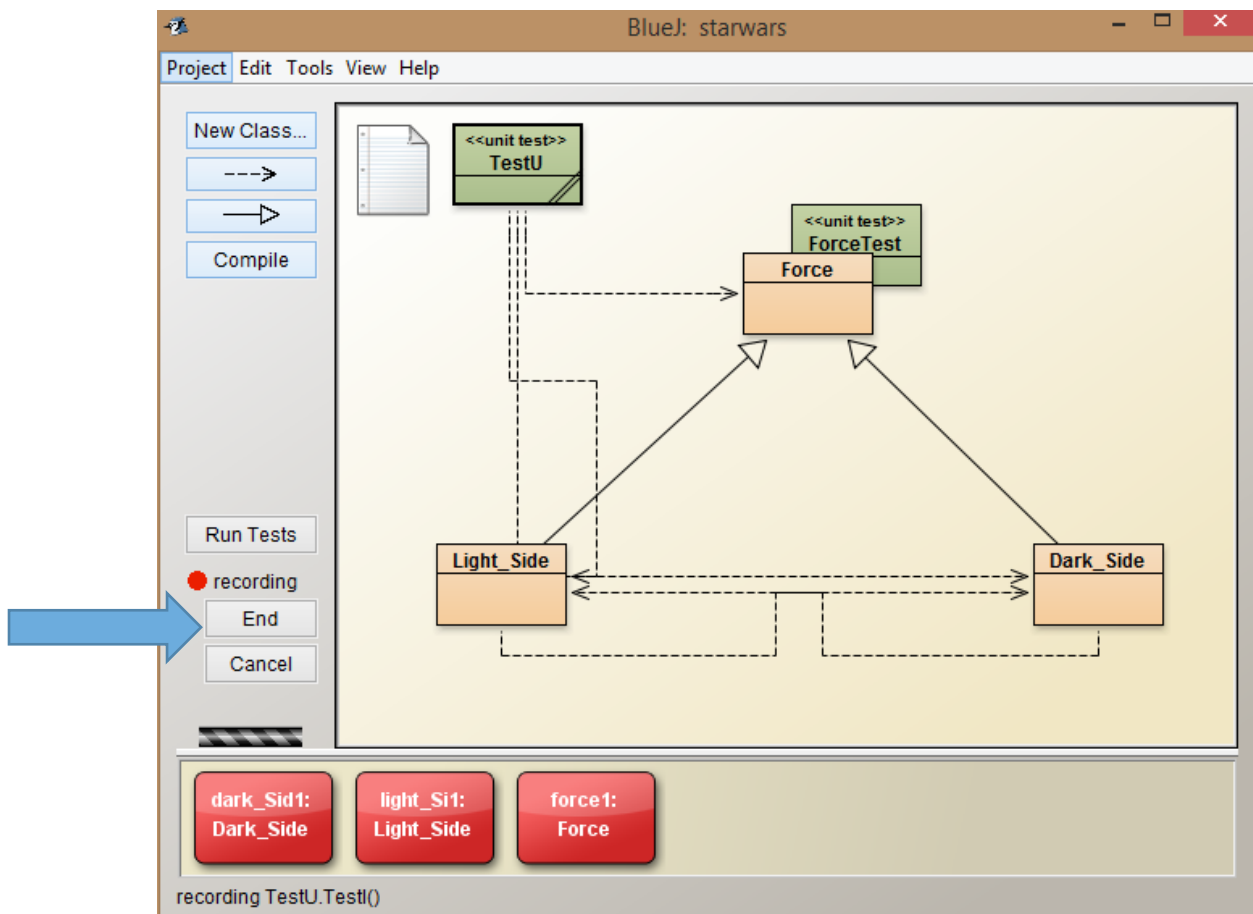 BlueJ: starwars
Project Edit Tools View Help
New Class...
Compile
Run Tests
recording
End
Cancel
<<unit test>>
TestU
<<unit test>>
ForceTest
Force
Light_Side
Dark_Side
dark_Sid1:
Dark_Side
light_Si1:
Light_Side
force1:
Force
recording TestU.TestI()